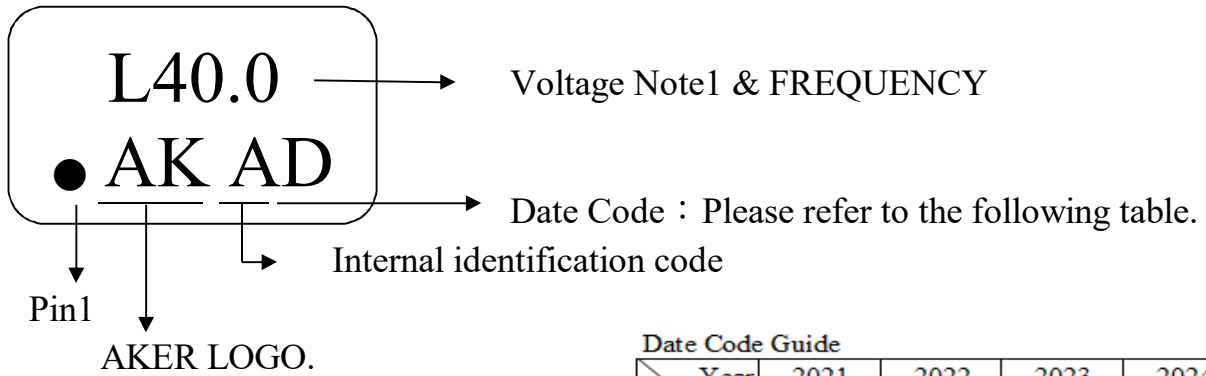 L40.0
Voltage Note1 & FREQUENCY
● AK AD
Date Code：Please refer to the following table.
Internal identification code
Pin1
AKER LOGO.
Date Code Guide
Year 2021 2022 2023